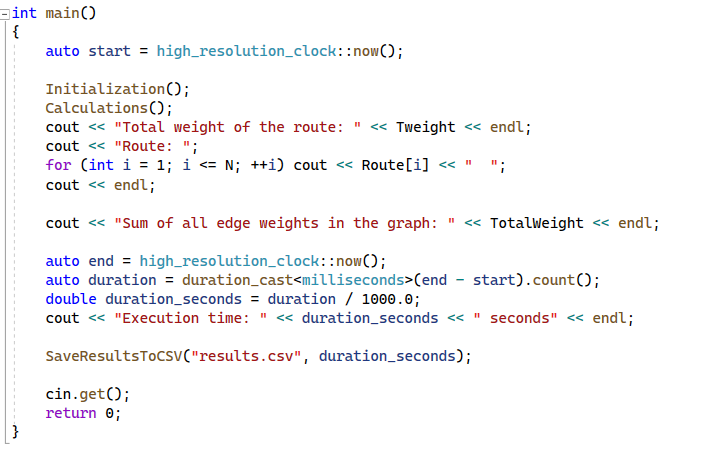 int main()
{
    auto start = high_resolution_clock::now();

    Initialization();
    Calculations();
    cout << "Total weight of the route: " << Tweight << endl;
    cout << "Route: ";
    for (int i = 1; i <= N; ++i) cout << Route[i] << "  ";
    cout << endl;

    cout << "Sum of all edge weights in the graph: " << TotalWeight << endl;

    auto end = high_resolution_clock::now();
    auto duration = duration_cast<milliseconds>(end - start).count();
    double duration_seconds = duration / 1000.0;
    cout << "Execution time: " << duration_seconds << " seconds" << endl;

    SaveResultsToCSV("results.csv", duration_seconds);

    cin.get();
    return 0;
}